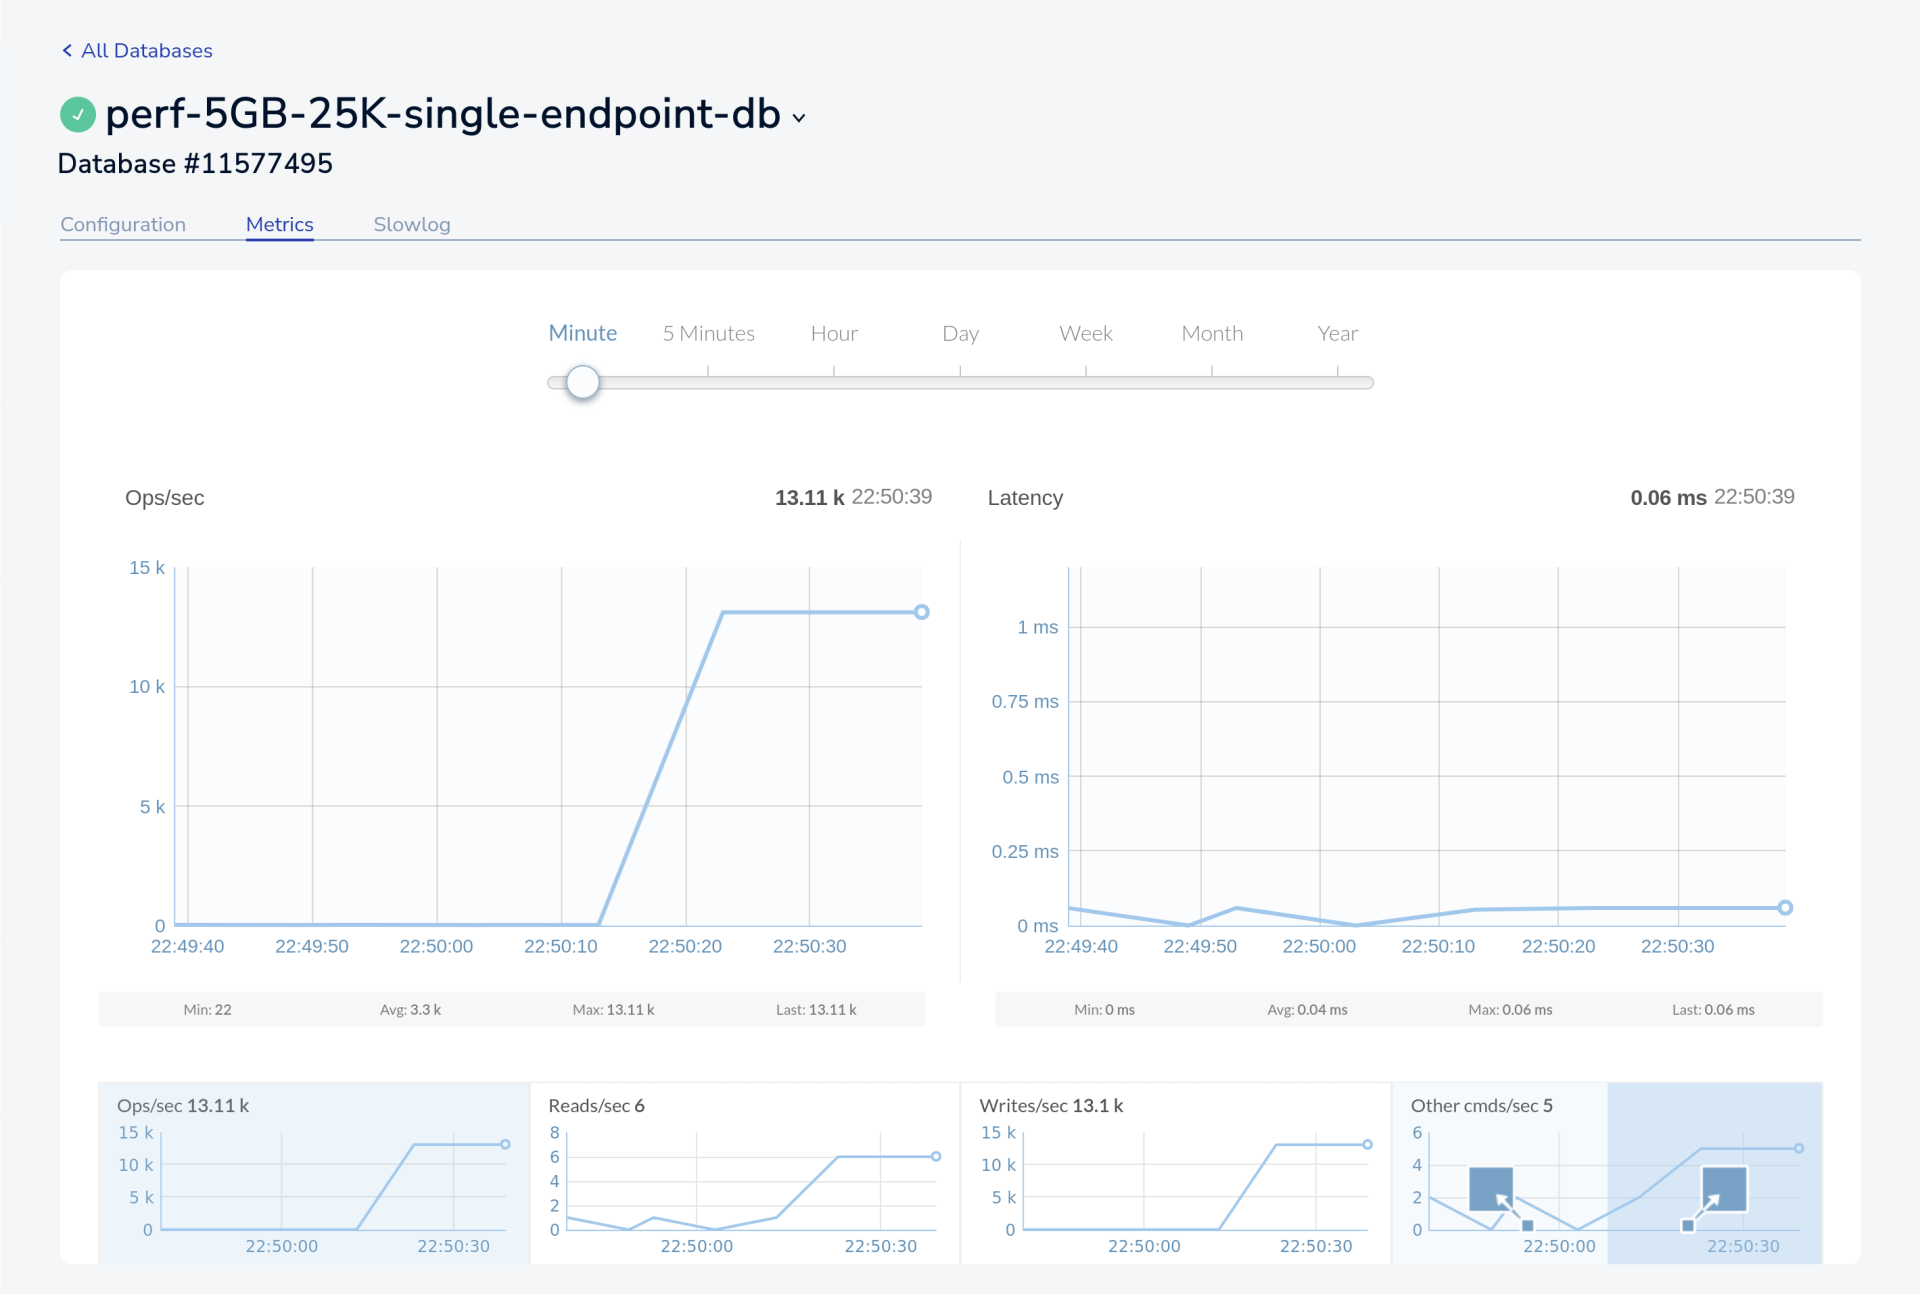 All Databases
perf-5GB-25K-single-endpoint-db
Database #11577495
Configuration Metrics Slowlog
Minute 5 Minutes Hour Day Week Month Year
Ops/sec 13.11 k 22:50:39
15 k
10 k
5 k
0
22:49:40 22:49:50 22:50:00 22:50:10 22:50:20 22:50:30
Min: 22 Avg: 3.3 k Max: 13.11 k Last: 13.11 k
Latency 0.06 ms 22:50:39
1 ms
0.75 ms
0.5 ms
0.25 ms
0 ms
22:49:40 22:49:50 22:50:00 22:50:10 22:50:20 22:50:30
Min: 0 ms Avg: 0.04 ms Max: 0.06 ms Last: 0.06 ms
Ops/sec 13.11 k
15 k
10 k
5 k
0
22:50:00 22:50:30
Reads/sec 6
8
6
4
2
0
22:50:00 22:50:30
Writes/sec 13.1 k
15 k
10 k
5 k
0
22:50:00 22:50:30
Other cmds/sec 5
6
4
2
0
22:50:00 22:50:30